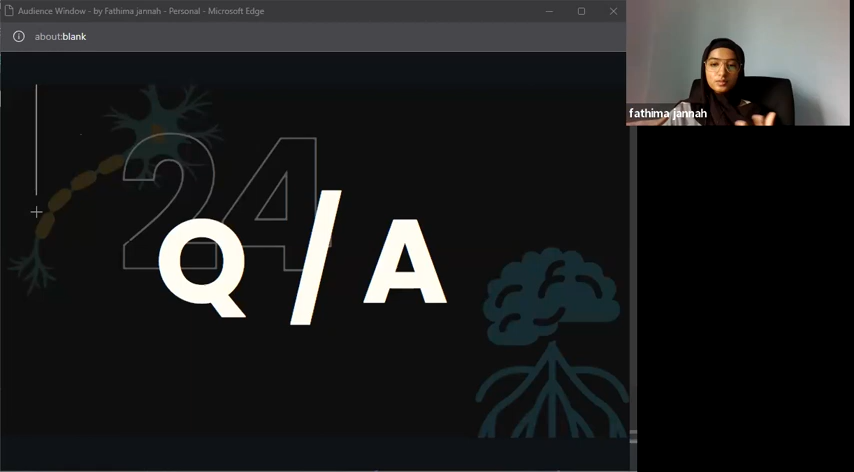 Audience Window - by Fathima jannah - Personal - Microsoft Edge
about:blank
fathima jannah
24
Q / A